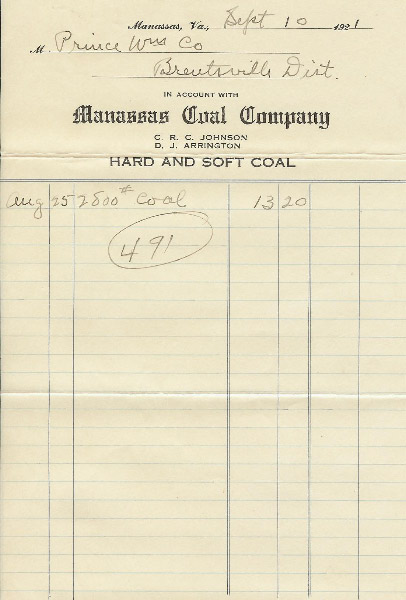 Manassas, Va., Sept 10 1921
M. Prince Wm Co
Brentsville Dist.
IN ACCOUNT WITH
Manassas Coal Company
C. R. C. JOHNSON
D. J. ARRINGTON
HARD AND SOFT COAL
Aug 25 2800# Coal 13 20
491